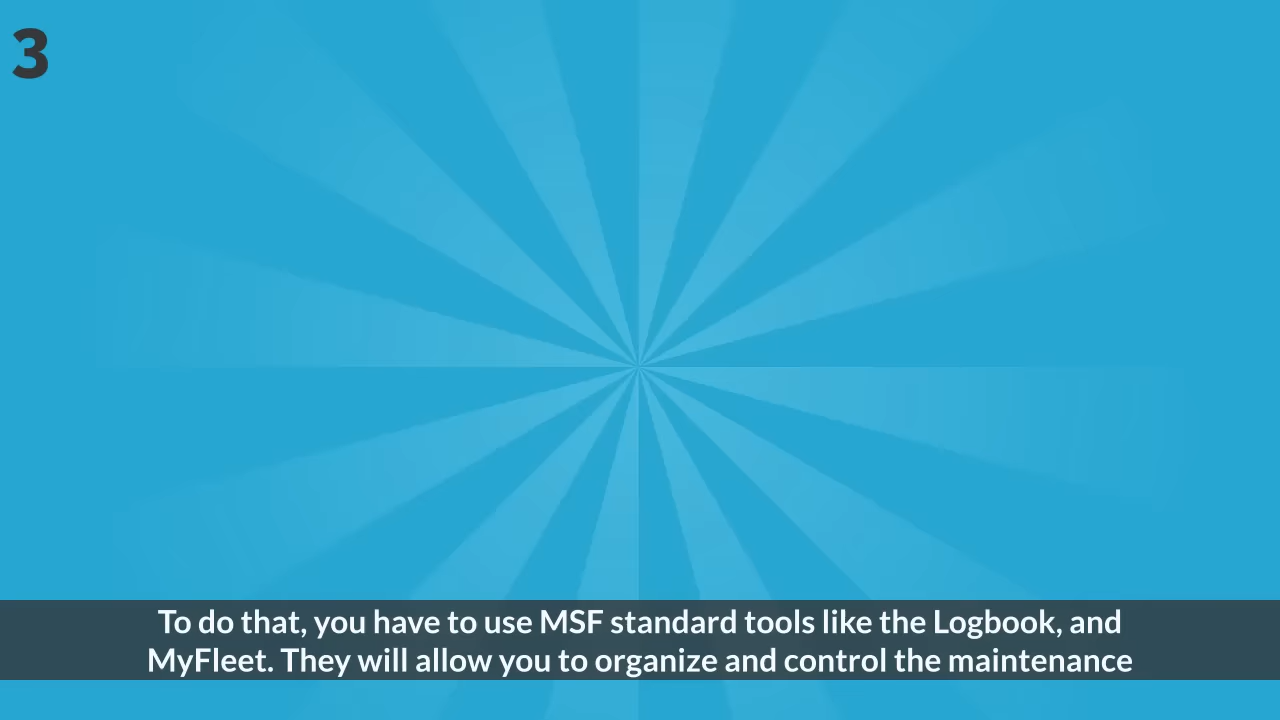 3
To do that, you have to use MSF standard tools like the Logbook, and
MyFleet. They will allow you to organize and control the maintenance